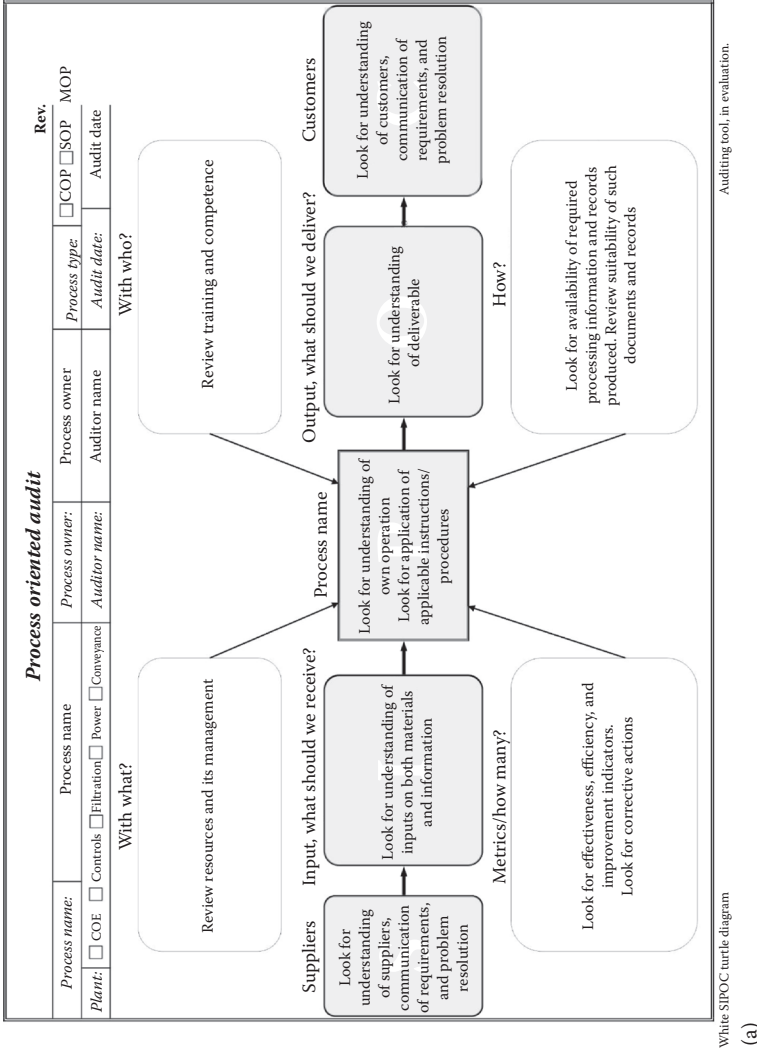 Process oriented audit
Rev.
Process name:
Process name
Process owner:
Process owner
Process type:
COP SOP MOP
Plant:
COE Controls Filtration Power Conveyance
Auditor name:
Auditor name
Audit date:
Audit date
With what?
With who?
Review resources and its management
Review training and competence
Suppliers
Input, what should we receive?
Process name
Output, what should we deliver?
Customers
Look for
understanding
of suppliers,
communication
of requirements,
and problem
resolution
Look for understanding of
inputs on both materials
and information
Look for understanding of
own operation
Look for application of
applicable instructions/
procedures
Look for understanding
of deliverable
Look for understanding
of customers,
communication of
requirements, and
problem resolution
Metrics/how many?
How?
Look for effectiveness, efficiency, and
improvement indicators.
Look for corrective actions
Look for availability of required
processing information and records
produced. Review suitability of such
documents and records
White SIPOC turtle diagram
Auditing tool, in evaluation.
(a)